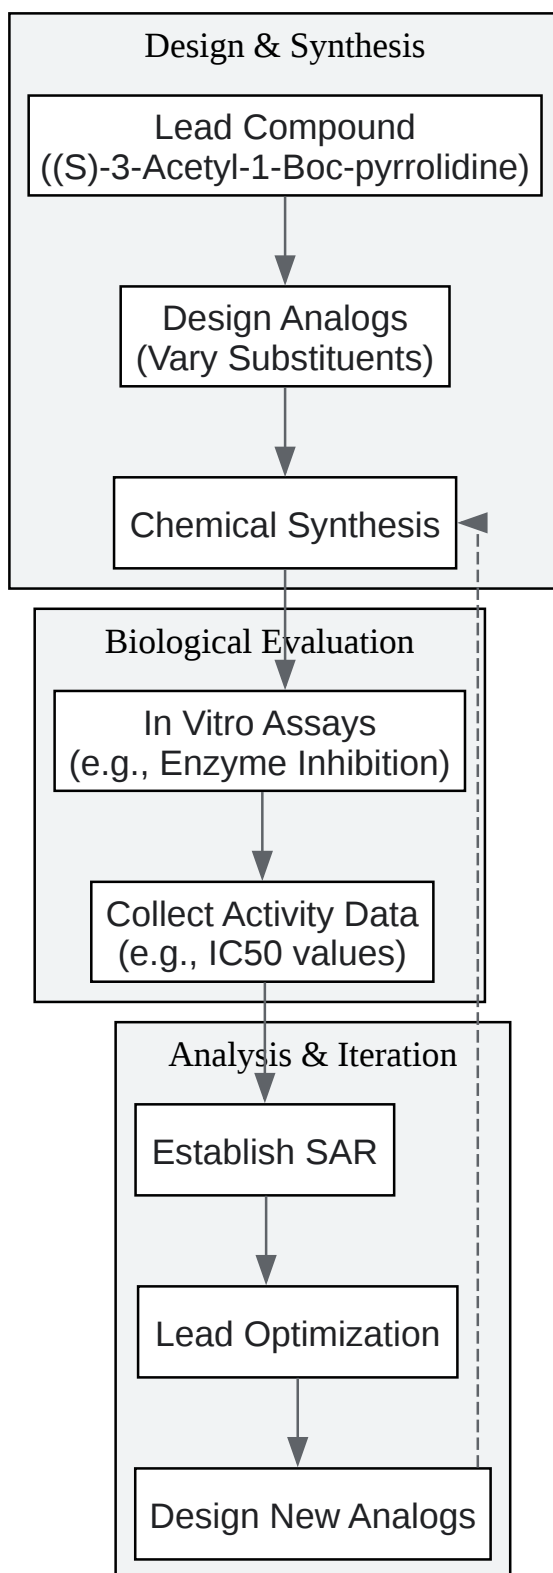 Design & Synthesis
Lead Compound
((S)-3-Acetyl-1-Boc-pyrrolidine)
Design Analogs
(Vary Substituents)
Chemical Synthesis
Biological Evaluation
In Vitro Assays
(e.g., Enzyme Inhibition)
Collect Activity Data
(e.g., IC50 values)
Analysis & Iteration
Establish SAR
Lead Optimization
Design New Analogs